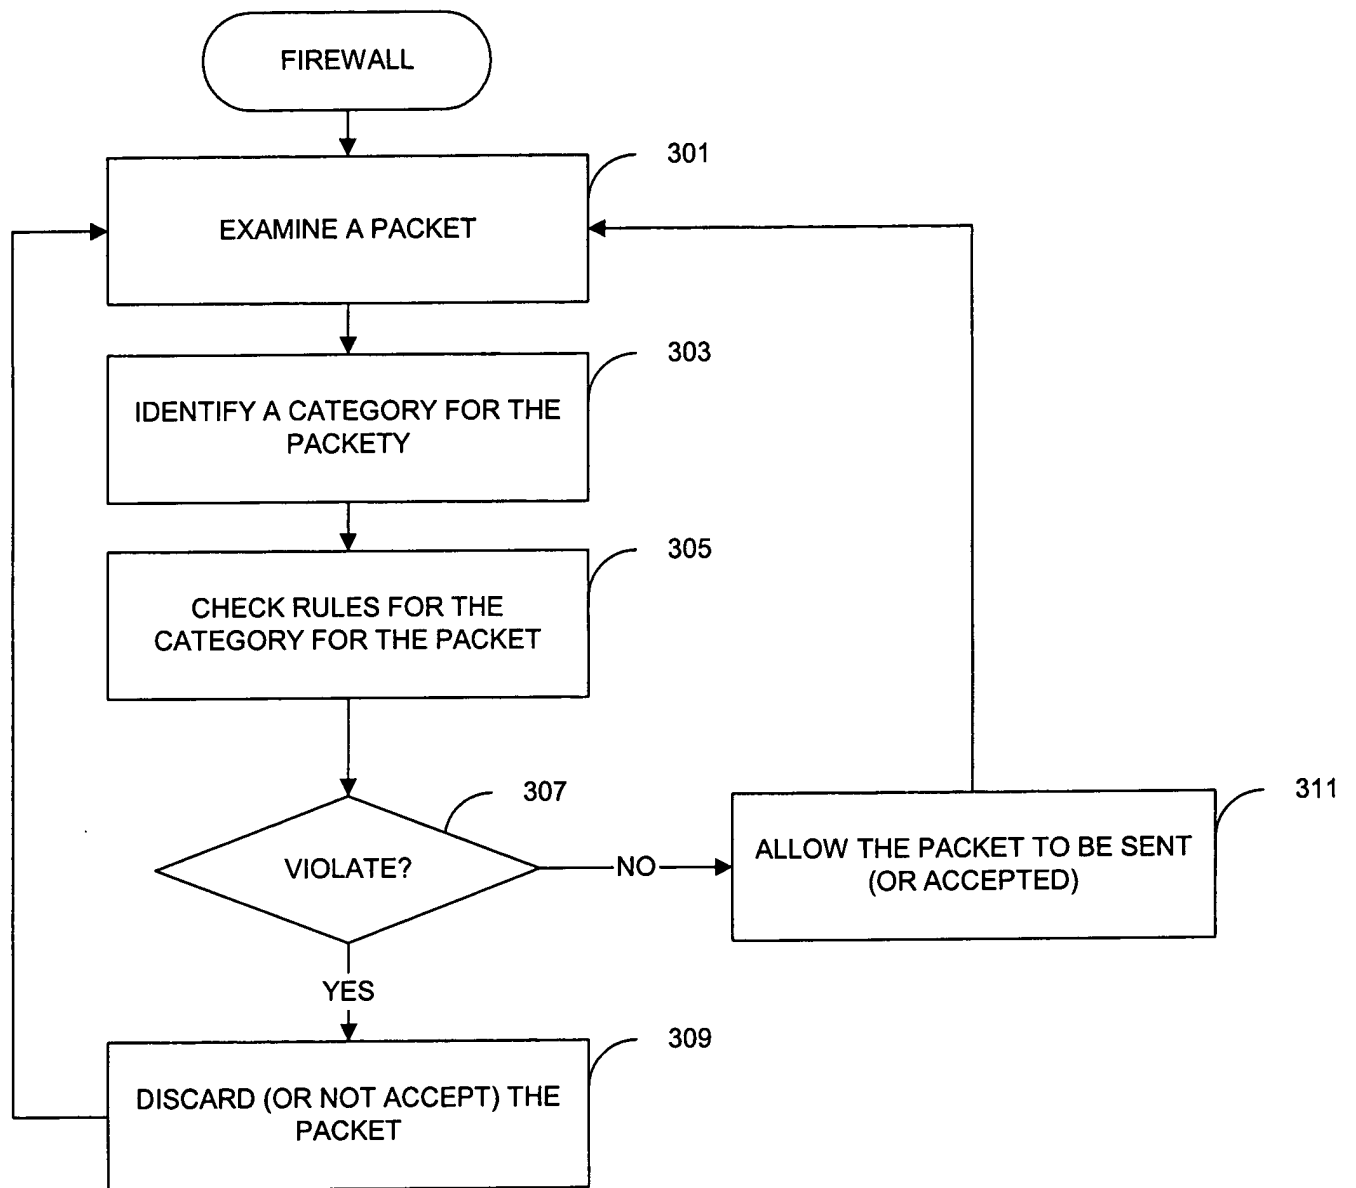 FIREWALL
301
EXAMINE A PACKET
303
IDENTIFY A CATEGORY FOR THE
PACKETY
305
CHECK RULES FOR THE
CATEGORY FOR THE PACKET
307
VIOLATE?
NO
311
ALLOW THE PACKET TO BE SENT
(OR ACCEPTED)
YES
309
DISCARD (OR NOT ACCEPT) THE
PACKET